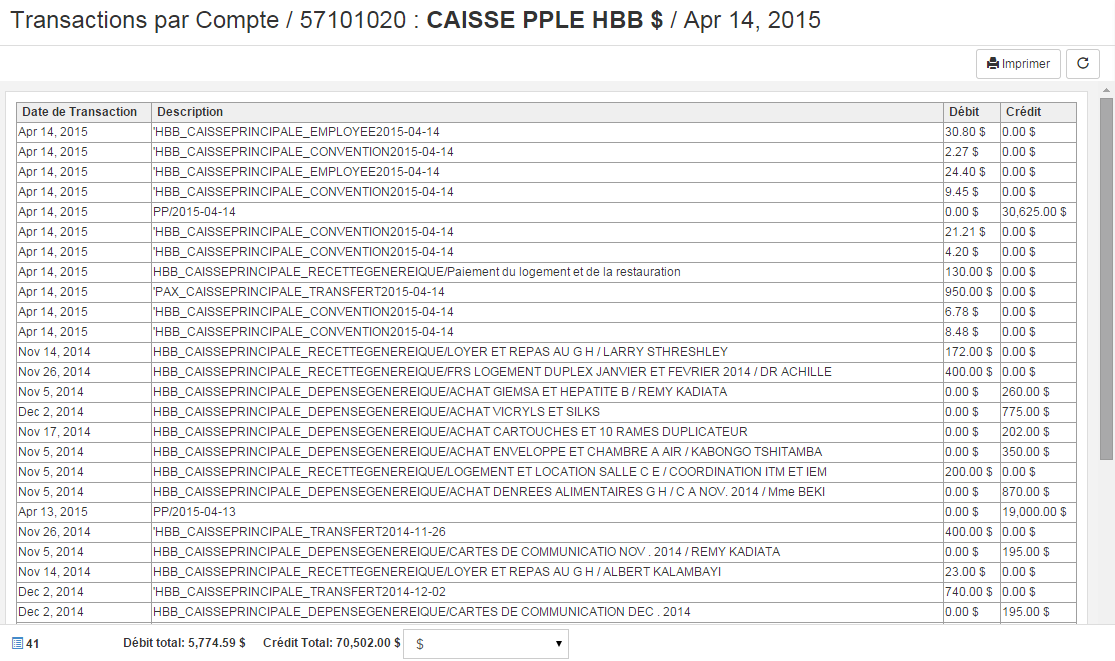 Transactions par Compte / 57101020 : CAISSE PPLE HBB $ / Apr 14, 2015
Imprimer
Date de Transaction Description Débit Crédit
Apr 14, 2015 'HBB_CAISSEPRINCIPALE_EMPLOYEE2015-04-14 30.80 $ 0.00 $
Apr 14, 2015 'HBB_CAISSEPRINCIPALE_CONVENTION2015-04-14 2.27 $ 0.00 $
Apr 14, 2015 'HBB_CAISSEPRINCIPALE_EMPLOYEE2015-04-14 24.40 $ 0.00 $
Apr 14, 2015 'HBB_CAISSEPRINCIPALE_CONVENTION2015-04-14 9.45 $ 0.00 $
Apr 14, 2015 PP/2015-04-14 0.00 $ 30,625.00 $
Apr 14, 2015 'HBB_CAISSEPRINCIPALE_CONVENTION2015-04-14 21.21 $ 0.00 $
Apr 14, 2015 'HBB_CAISSEPRINCIPALE_CONVENTION2015-04-14 4.20 $ 0.00 $
Apr 14, 2015 HBB_CAISSEPRINCIPALE_RECETTEGENEREIQUE/Paiement du logement et de la restauration 130.00 $ 0.00 $
Apr 14, 2015 'PAX_CAISSEPRINCIPALE_TRANSFERT2015-04-14 950.00 $ 0.00 $
Apr 14, 2015 'HBB_CAISSEPRINCIPALE_CONVENTION2015-04-14 6.78 $ 0.00 $
Apr 14, 2015 'HBB_CAISSEPRINCIPALE_CONVENTION2015-04-14 8.48 $ 0.00 $
Nov 14, 2014 HBB_CAISSEPRINCIPALE_RECETTEGENEREIQUE/LOYER ET REPAS AU G H / LARRY STHRESHLEY 172.00 $ 0.00 $
Nov 26, 2014 HBB_CAISSEPRINCIPALE_RECETTEGENEREIQUE/FRS LOGEMENT DUPLEX JANVIER ET FEVRIER 2014 / DR ACHILLE 400.00 $ 0.00 $
Nov 5, 2014 HBB_CAISSEPRINCIPALE_DEPENSEGENEREIQUE/ACHAT GIEMSA ET HEPATITE B / REMY KADIATA 0.00 $ 260.00 $
Dec 2, 2014 HBB_CAISSEPRINCIPALE_DEPENSEGENEREIQUE/ACHAT VICRYLS ET SILKS 0.00 $ 775.00 $
Nov 17, 2014 HBB_CAISSEPRINCIPALE_DEPENSEGENEREIQUE/ACHAT CARTOUCHES ET 10 RAMES DUPLICATEUR 0.00 $ 202.00 $
Nov 5, 2014 HBB_CAISSEPRINCIPALE_DEPENSEGENEREIQUE/ACHAT ENVELOPPE ET CHAMBRE A AIR / KABONGO TSHITAMBA 0.00 $ 350.00 $
Nov 5, 2014 HBB_CAISSEPRINCIPALE_RECETTEGENEREIQUE/LOGEMENT ET LOCATION SALLE C E / COORDINATION ITM ET IEM 200.00 $ 0.00 $
Nov 5, 2014 HBB_CAISSEPRINCIPALE_DEPENSEGENEREIQUE/ACHAT DENREES ALIMENTAIRES G H / C A NOV. 2014 / Mme BEKI 0.00 $ 870.00 $
Apr 13, 2015 PP/2015-04-13 0.00 $ 19,000.00 $
Nov 26, 2014 'HBB_CAISSEPRINCIPALE_TRANSFERT2014-11-26 400.00 $ 0.00 $
Nov 5, 2014 HBB_CAISSEPRINCIPALE_DEPENSEGENEREIQUE/CARTES DE COMMUNICATIO NOV . 2014 / REMY KADIATA 0.00 $ 195.00 $
Nov 14, 2014 HBB_CAISSEPRINCIPALE_RECETTEGENEREIQUE/LOYER ET REPAS AU G H / ALBERT KALAMBAYI 23.00 $ 0.00 $
Dec 2, 2014 'HBB_CAISSEPRINCIPALE_TRANSFERT2014-12-02 740.00 $ 0.00 $
Dec 2, 2014 HBB_CAISSEPRINCIPALE_DEPENSEGENEREIQUE/CARTES DE COMMUNICATION DEC . 2014 0.00 $ 195.00 $
41 Débit total: 5,774.59 $ Crédit Total: 70,502.00 $ $